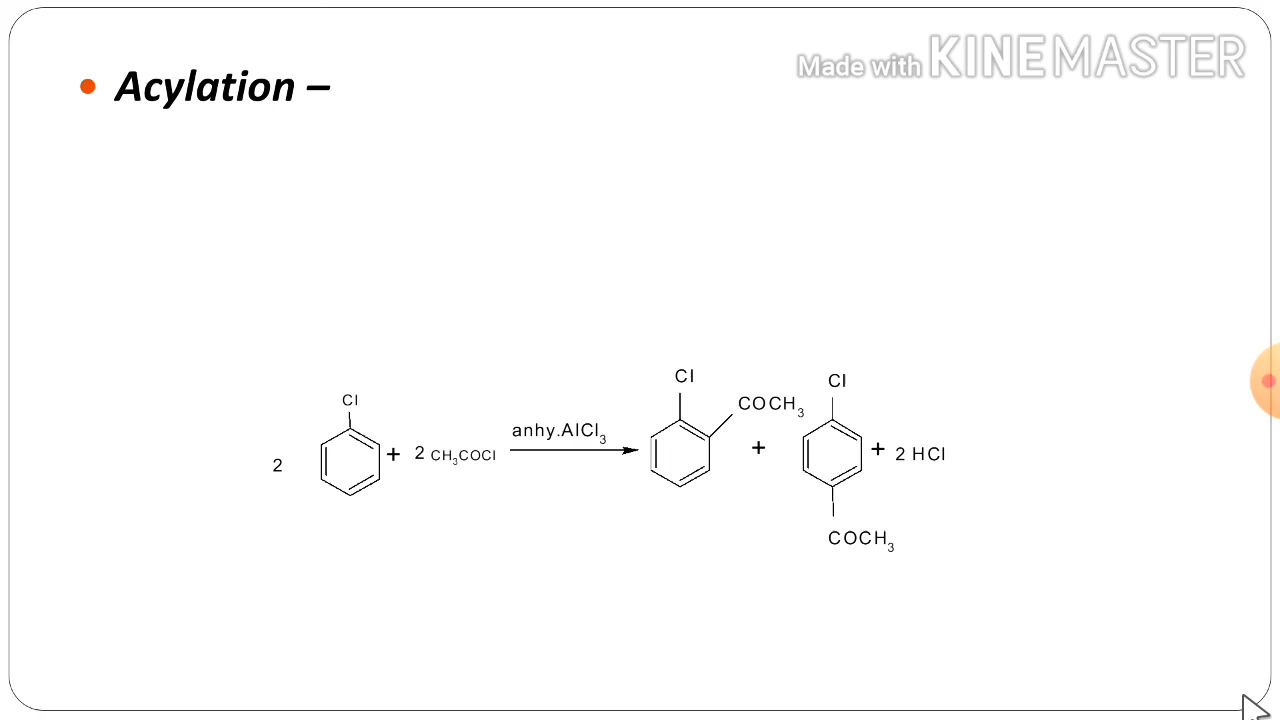 Made with KINEMASTER
• Acylation –
2 Cl + 2 CH₃COCl anhy.AlCl₃ Cl COCH₃ + Cl COCH₃ + 2 HCl